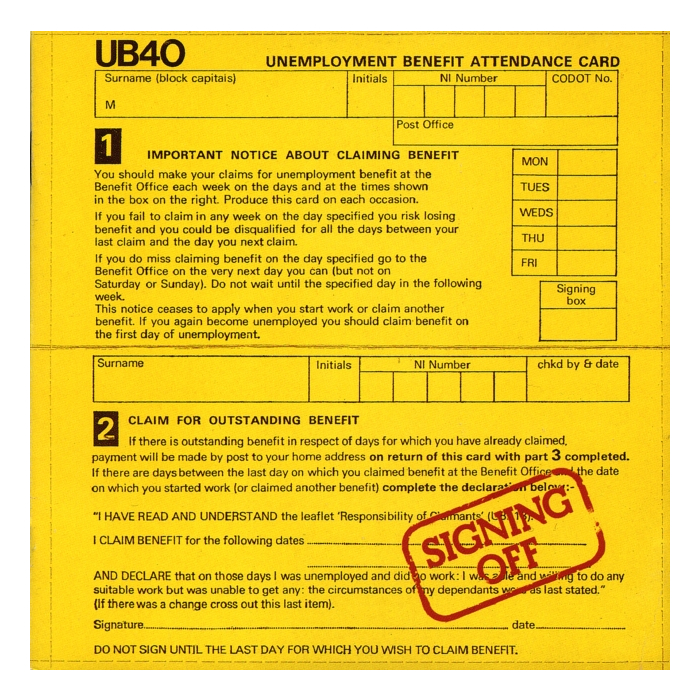 UB40
UNEMPLOYMENT BENEFIT ATTENDANCE CARD
Surname (block capitals) Initials NI Number CODOT No.
M
Post Office
1 IMPORTANT NOTICE ABOUT CLAIMING BENEFIT
You should make your claims for unemployment benefit at the
Benefit Office each week on the days and at the times shown
in the box on the right. Produce this card on each occasion.
If you fail to claim in any week on the day specified you risk losing
benefit and you could be disqualified for all the days between your
last claim and the day you next claim.
If you do miss claiming benefit on the day specified go to the
Benefit Office on the very next day you can (but not on
Saturday or Sunday). Do not wait until the specified day in the following
week.
This notice ceases to apply when you start work or claim another
benefit. If you again become unemployed you should claim benefit on
the first day of unemployment.
MON
TUES
WEDS
THU
FRI
Signing
box
Surname Initials NI Number chkd by & date
2 CLAIM FOR OUTSTANDING BENEFIT
If there is outstanding benefit in respect of days for which you have already claimed,
payment will be made by post to your home address on return of this card with part 3 completed.
If there are days between the last day on which you claimed benefit at the Benefit Office and the date
on which you started work (or claimed another benefit) complete the declaration below:-
"I HAVE READ AND UNDERSTAND the leaflet 'Responsibility of Claimants'
I CLAIM BENEFIT for the following dates
AND DECLARE that on those days I was unemployed and did no work: I was able and willing to do any
suitable work but was unable to get any: the circumstances of my dependants were as last stated."
(If there was a change cross out this last item).
Signature date
DO NOT SIGN UNTIL THE LAST DAY FOR WHICH YOU WISH TO CLAIM BENEFIT.
SIGNING
OFF